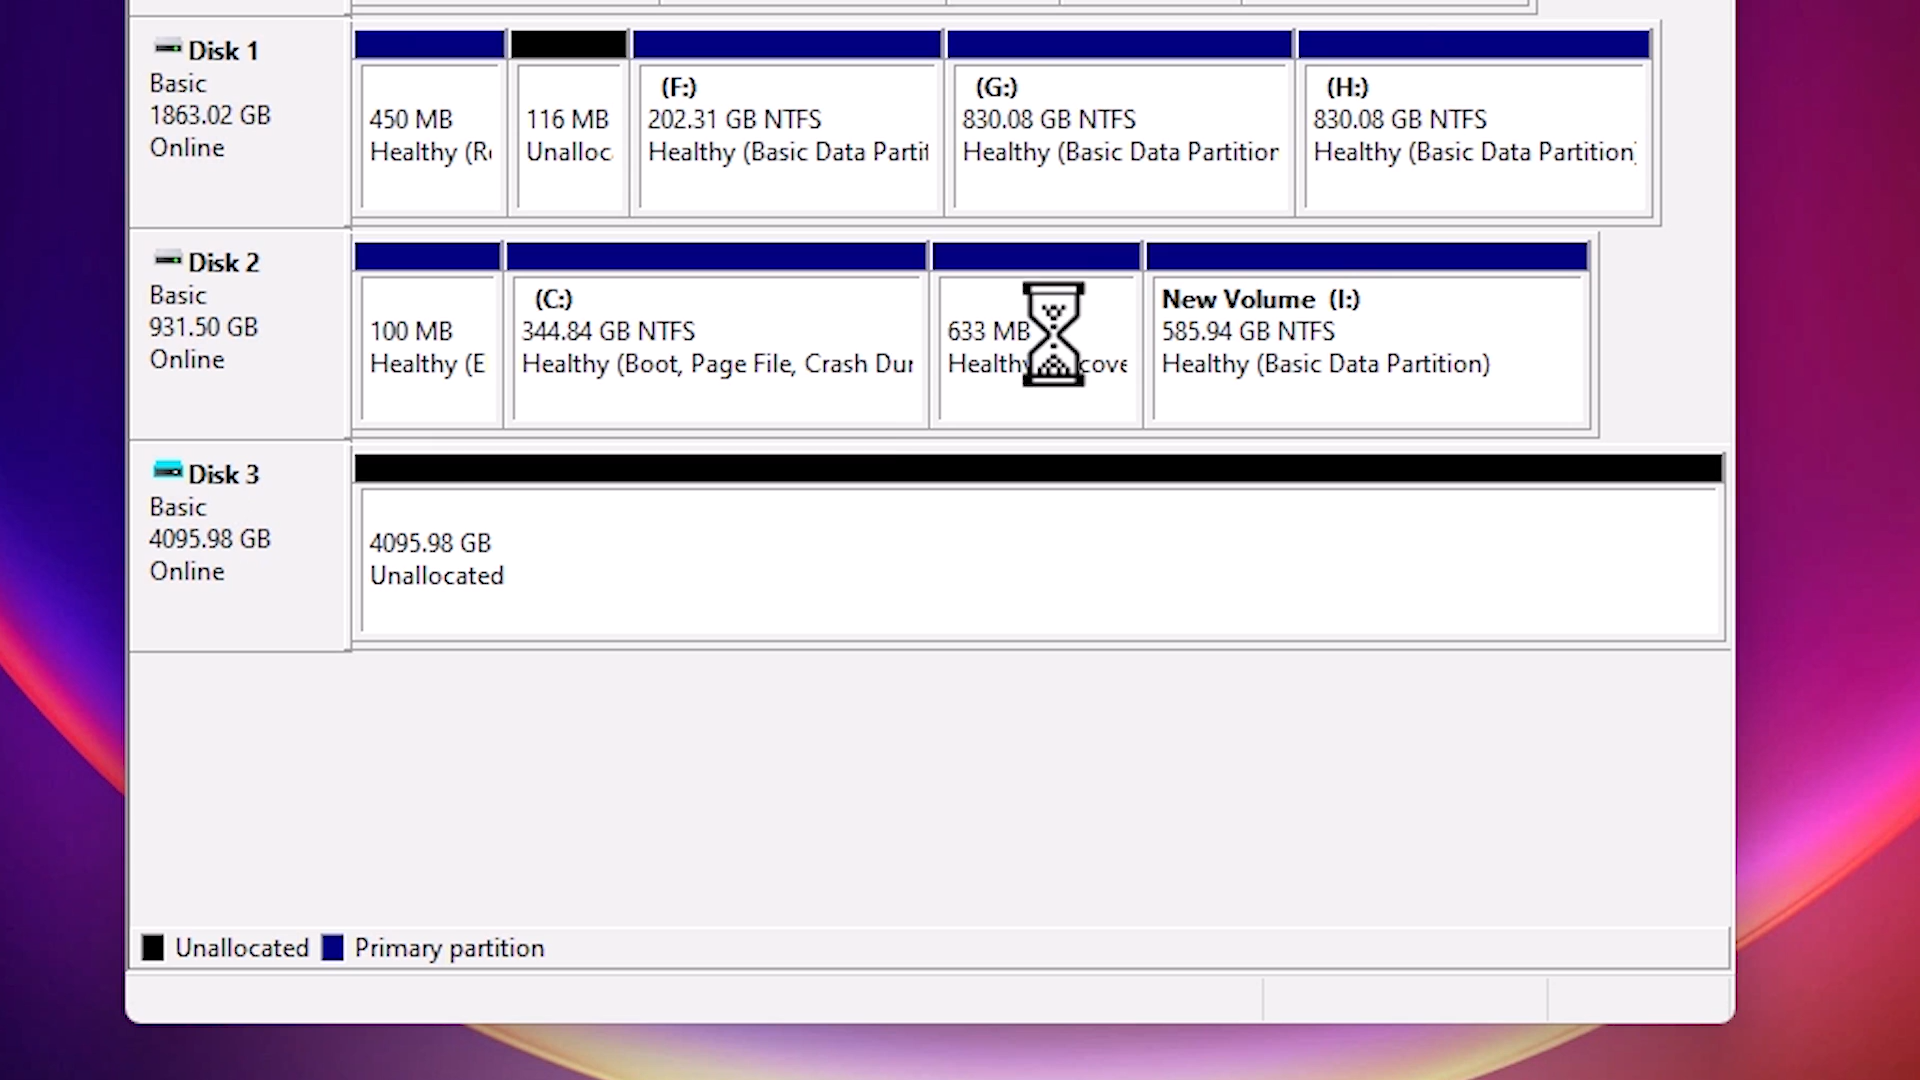 Disk 1
Basic
1863.02 GB
Online
450 MB
Healthy (R
116 MB
Unalloc
(F:)
202.31 GB NTFS
Healthy (Basic Data Partit
(G:)
830.08 GB NTFS
Healthy (Basic Data Partition
(H:)
830.08 GB NTFS
Healthy (Basic Data Partition)
Disk 2
Basic
931.50 GB
Online
100 MB
Healthy (E
(C:)
344.84 GB NTFS
Healthy (Boot, Page File, Crash Dur
633 MB
Health cove
New Volume (I:)
585.94 GB NTFS
Healthy (Basic Data Partition)
Disk 3
Basic
4095.98 GB
Online
4095.98 GB
Unallocated
Unallocated Primary partition